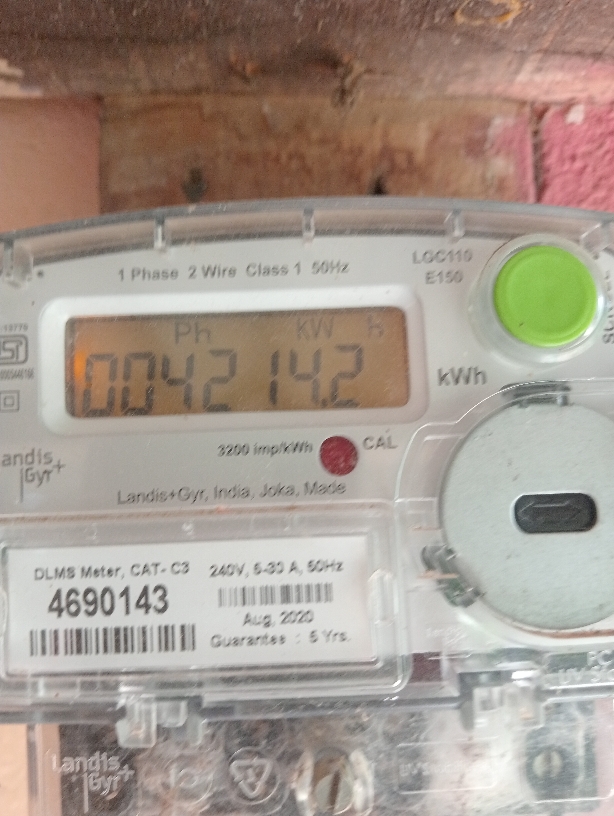 1 Phase 2 Wire Class 1 50Hz
LGC110
E150
Ph kW h
004214.2
kWh
3200 imp/kWh
CAL
andis
Gyr+
Landis+Gyr, India, Joka, Made
DLMS Meter, CAT- C3
240V, 5-30 A, 50Hz
4690143
Aug, 2020
Guarantee : 5 Yrs.
Landis
Gyr+